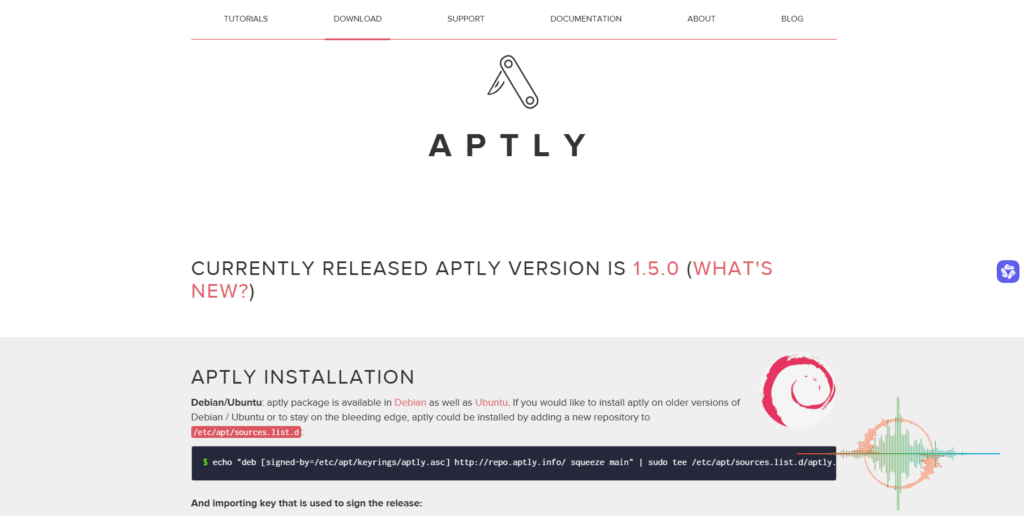 TUTORIALS DOWNLOAD SUPPORT DOCUMENTATION ABOUT BLOG
APTLY
CURRENTLY RELEASED APTLY VERSION IS 1.5.0 (WHAT'S
NEW?)
APTLY INSTALLATION
Debian/Ubuntu: aptly package is available in Debian as well as Ubuntu. If you would like to install aptly on older versions of
Debian / Ubuntu or to stay on the bleeding edge, aptly could be installed by adding a new repository to
/etc/apt/sources.list.d:
$ echo "deb [signed-by=/etc/apt/keyrings/aptly.asc] http://repo.aptly.info/ squeeze main" | sudo tee /etc/apt/sources.list.d/aptly.
And importing key that is used to sign the release: